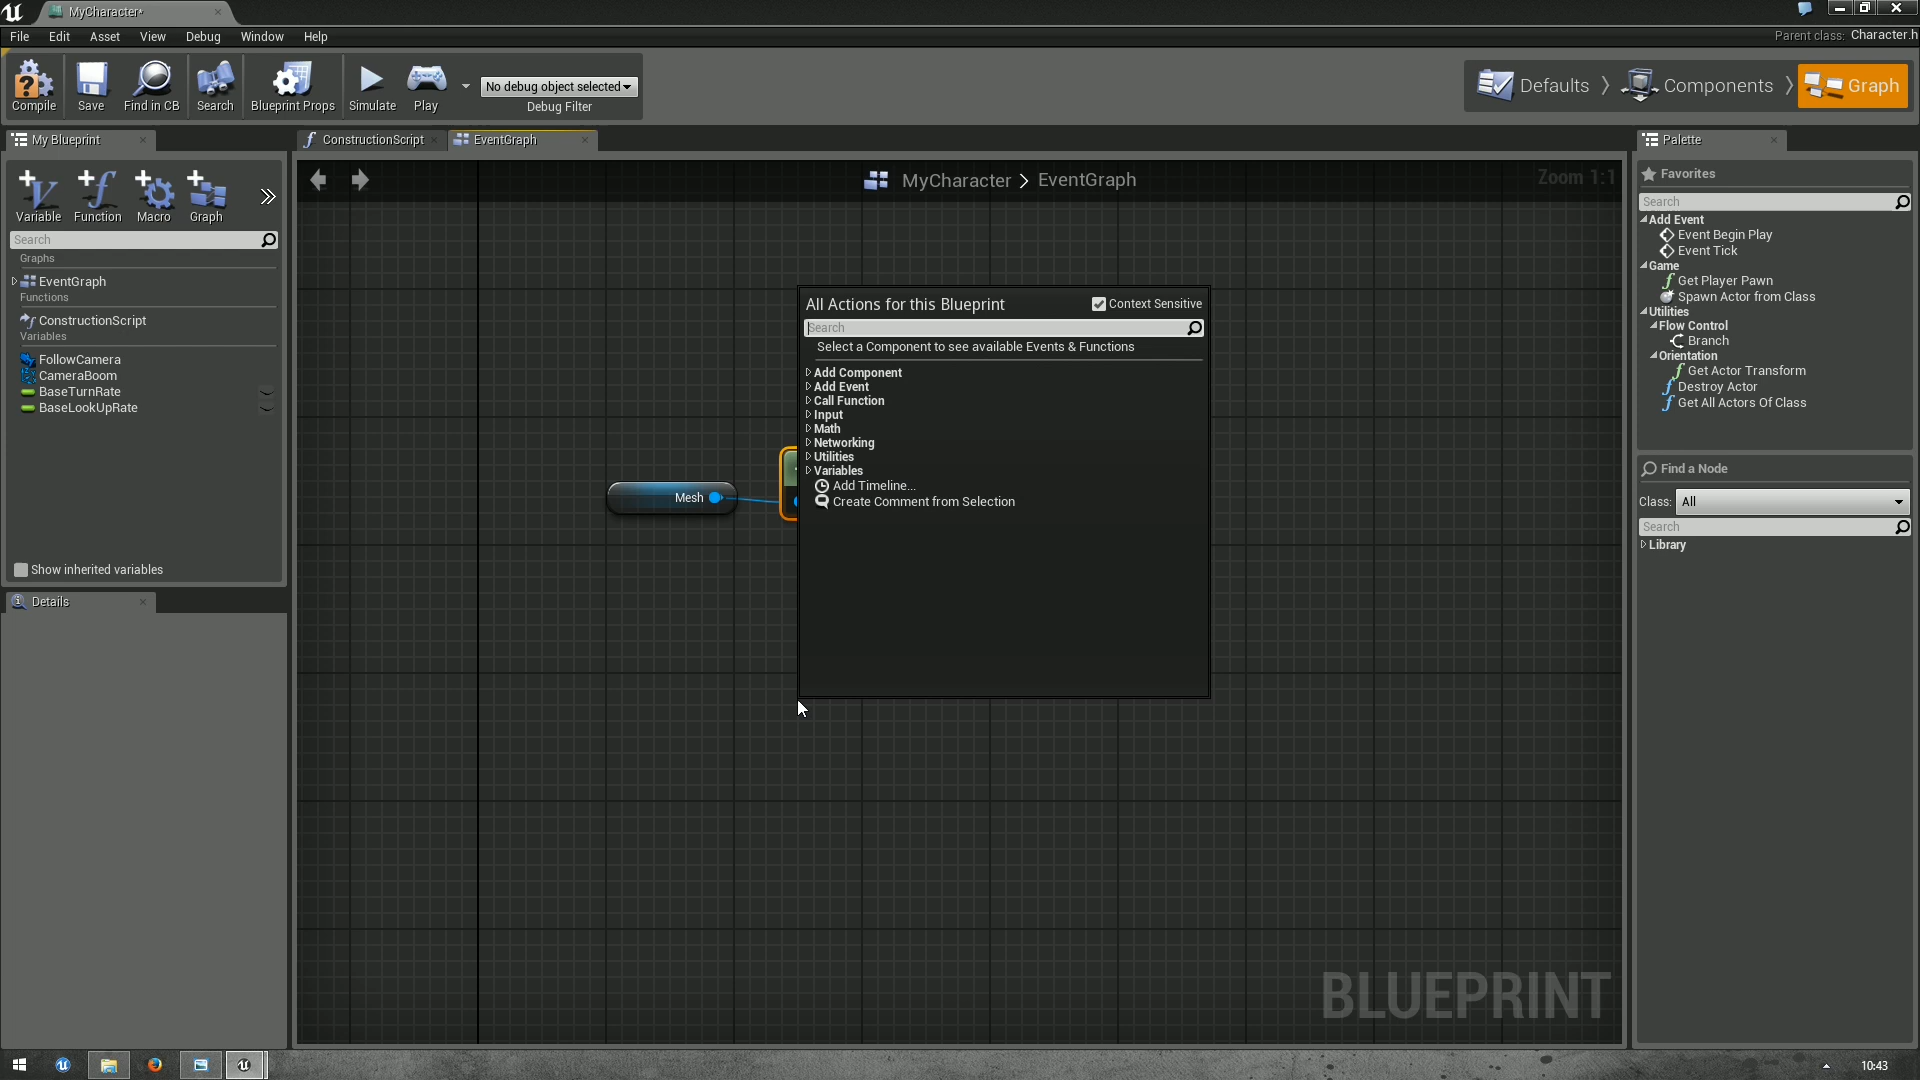 MyCharacter*
File Edit Asset View Debug Window Help
Parent class: Character.h
Compile Save Find in CB Search Blueprint Props Simulate Play
No debug object selected
Debug Filter
Defaults Components Graph
My Blueprint
ConstructionScript
EventGraph
Palette
Variable Function Macro Graph
Search
Graphs
EventGraph
Functions
ConstructionScript
Variables
FollowCamera
CameraBoom
BaseTurnRate
BaseLookUpRate
Show inherited variables
Details
MyCharacter > EventGraph
Zoom 1:1
Mesh
All Actions for this Blueprint
Context Sensitive
Search
Select a Component to see available Events & Functions
Add Component
Add Event
Call Function
Input
Math
Networking
Utilities
Variables
Add Timeline...
Create Comment from Selection
BLUEPRINT
Favorites
Search
Add Event
Event Begin Play
Event Tick
Game
Get Player Pawn
Spawn Actor from Class
Utilities
Flow Control
Branch
Orientation
Get Actor Transform
Destroy Actor
Get All Actors Of Class
Find a Node
Class: All
Search
Library
10:43